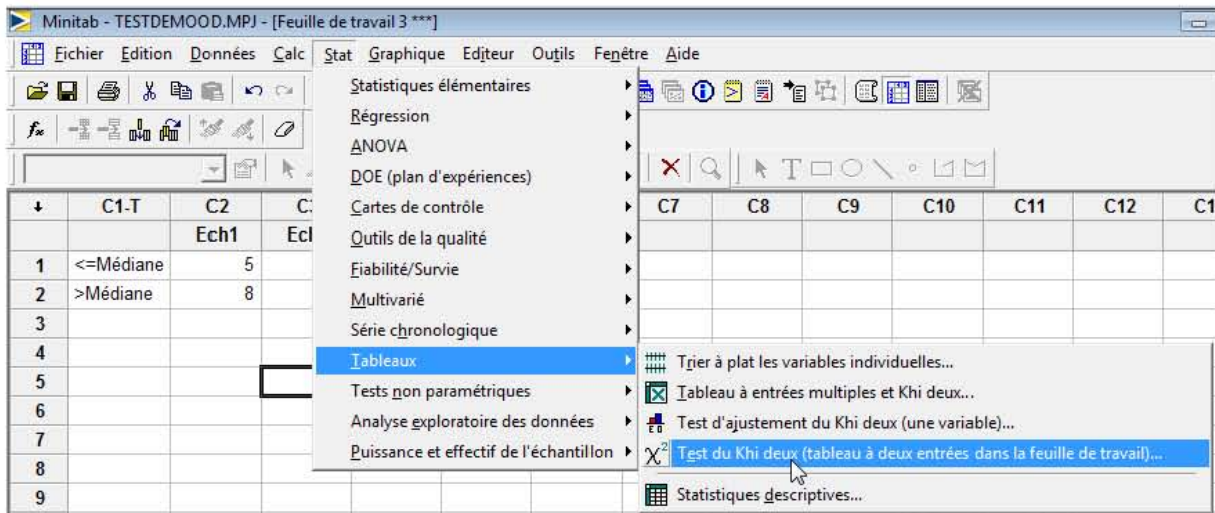 Minitab - TESTDEMOOD.MPJ - [Feuille de travail 3 ***]
Fichier Edition Données Calc Stat Graphique Editeur Outils Fenêtre Aide
Statistiques élémentaires
Régression
ANOVA
DOE (plan d'expériences)
Cartes de contrôle
Outils de la qualité
Fiabilité/Survie
Multivarié
Série chronologique
Tableaux
Tests non paramétriques
Analyse exploratoire des données
Puissance et effectif de l'échantillon
Trier à plat les variables individuelles...
Tableau à entrées multiples et Khi deux...
Test d'ajustement du Khi deux (une variable)...
χ² Test du Khi deux (tableau à deux entrées dans la feuille de travail)...
Statistiques descriptives...
C1-T C2 C7 C8 C9 C10 C11 C12 C1
Ech1
1 <=Médiane 5
2 >Médiane 8
3
4
5
6
7
8
9